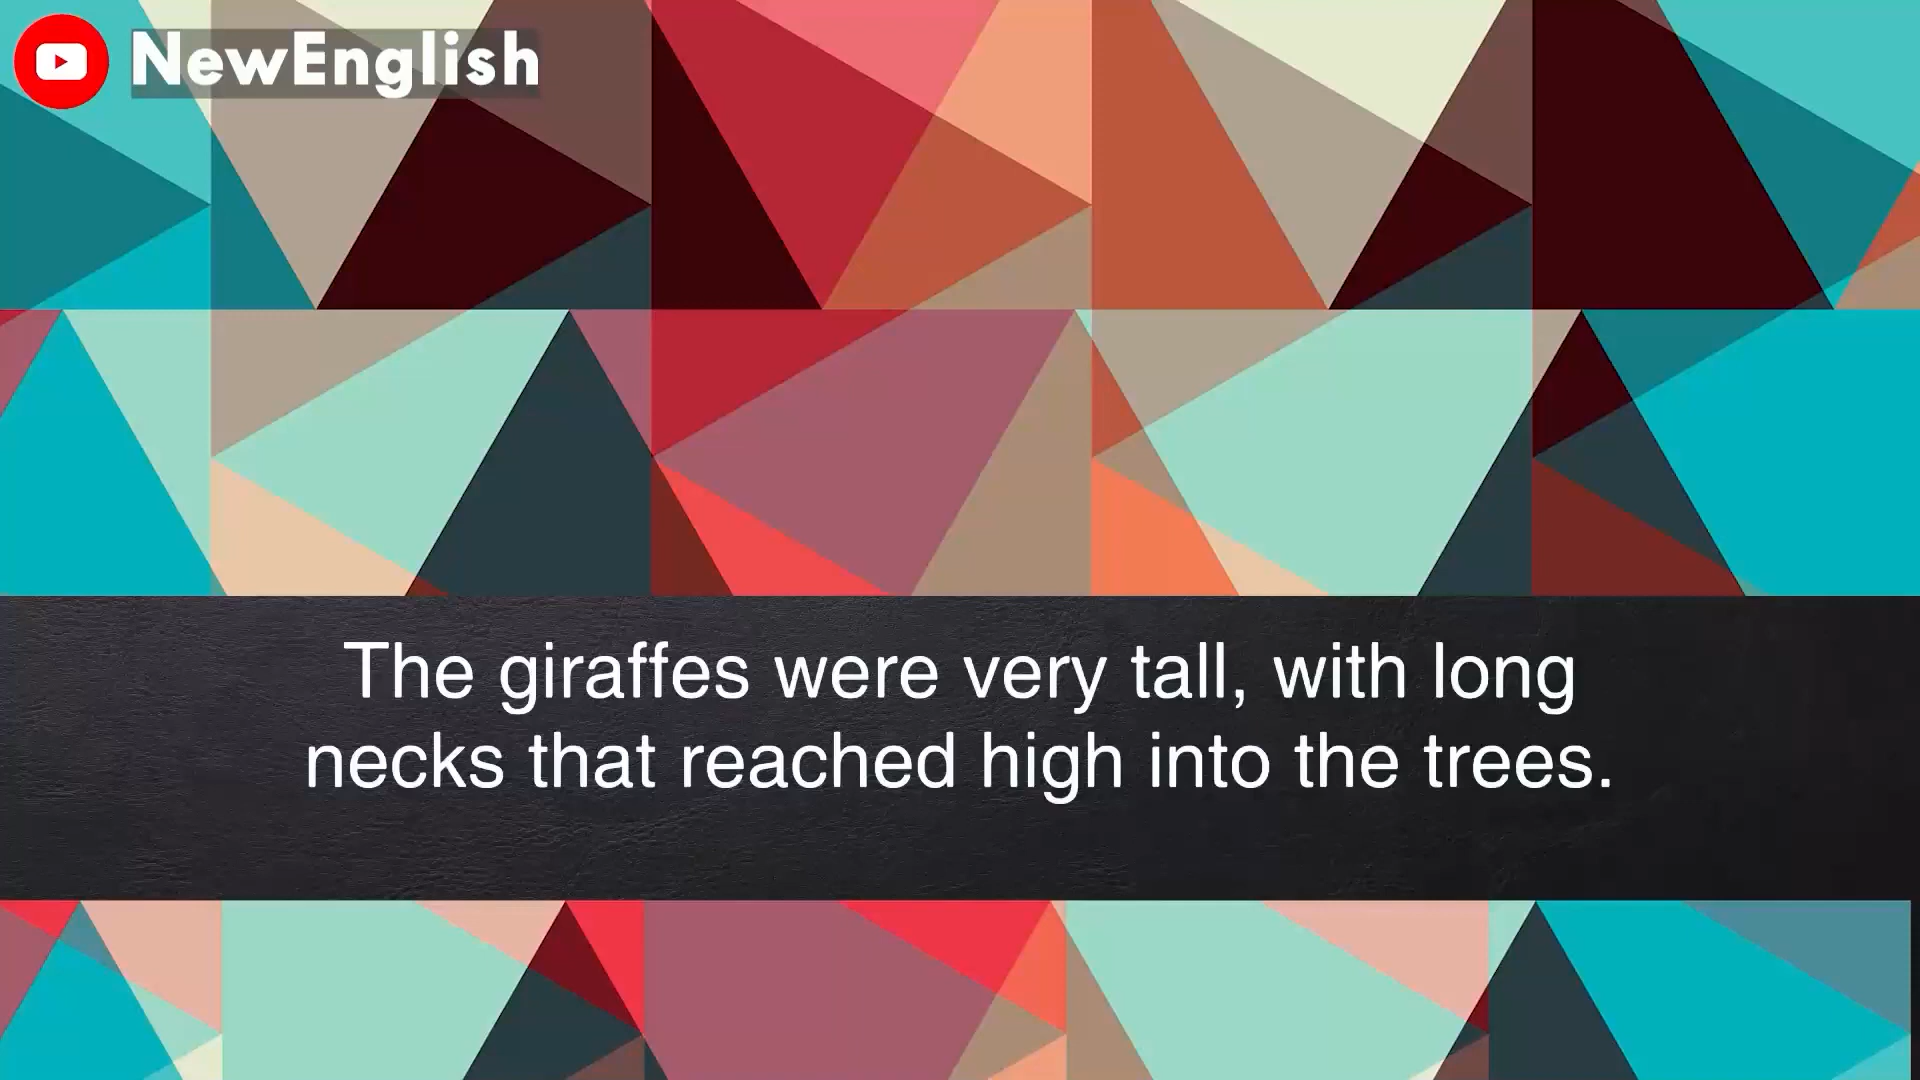 NewEnglish
The giraffes were very tall, with long
necks that reached high into the trees.